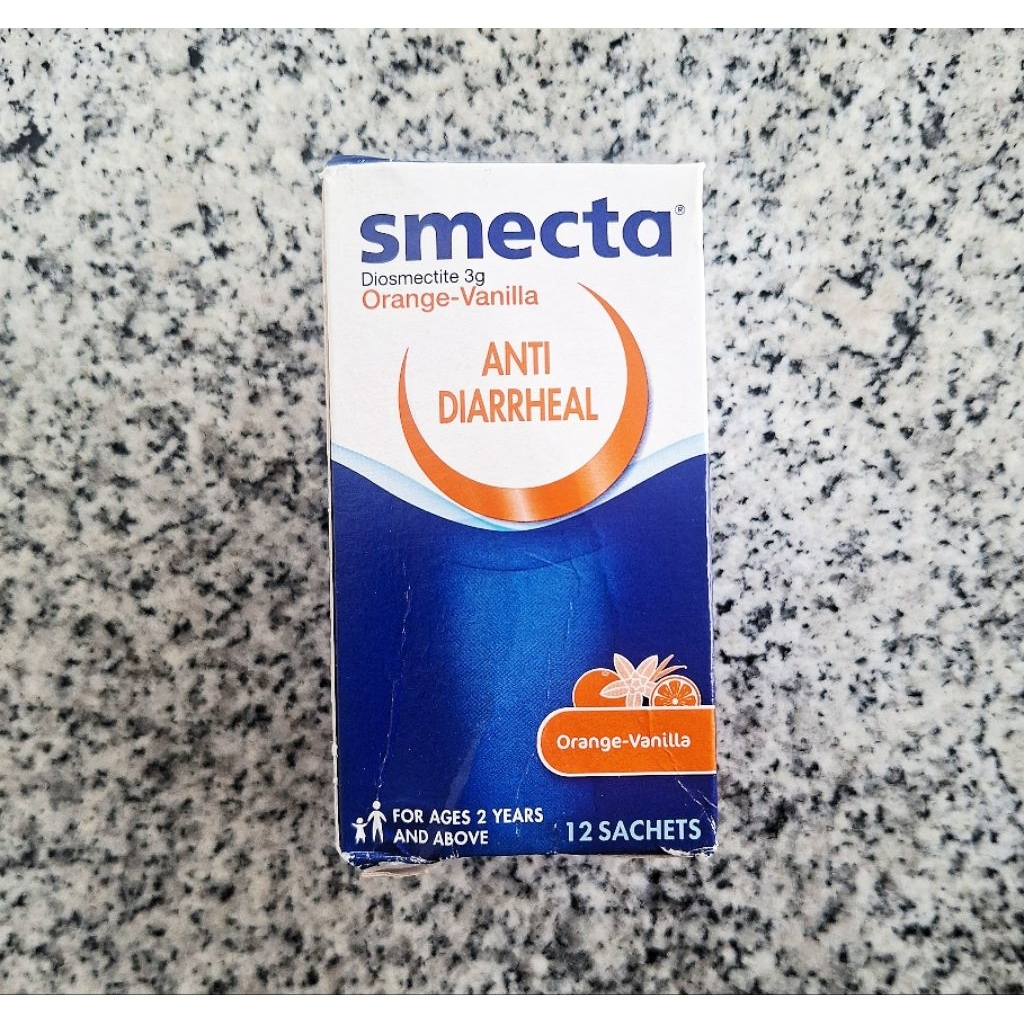 smecta®
Diosmectite 3g
Orange-Vanilla
ANTI
DIARRHEAL
Orange-Vanilla
FOR AGES 2 YEARS
AND ABOVE
12 SACHETS